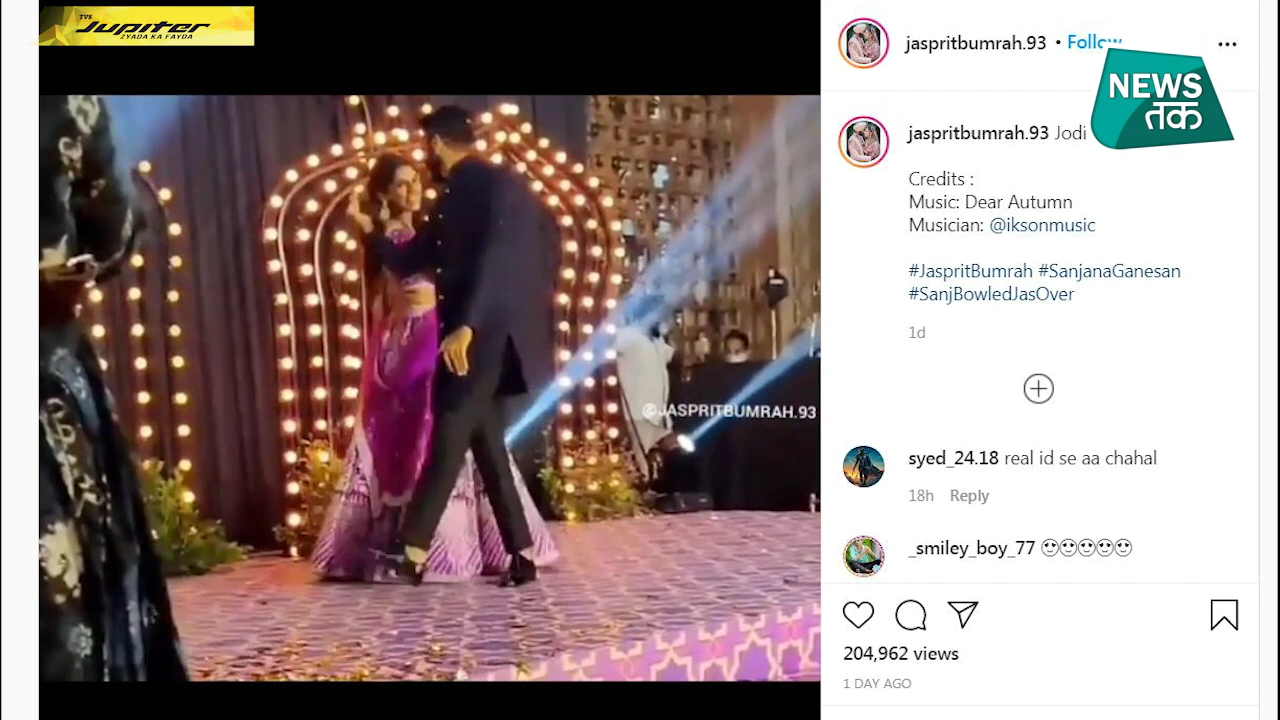 TVS
Jupiter
ZYADA KA FAYDA
@JASPRITBUMRAH.93
jaspritbumrah.93 • Follow
NEWS
तक
jaspritbumrah.93 Jodi
Credits :
Music: Dear Autumn
Musician: @iksonmusic
#JaspritBumrah #SanjanaGanesan
#SanjBowledJasOver
1d
syed_24.18 real id se aa chahal
18h Reply
_smiley_boy_77 🙄🙄🙄🙄🙄
204,962 views
1 DAY AGO